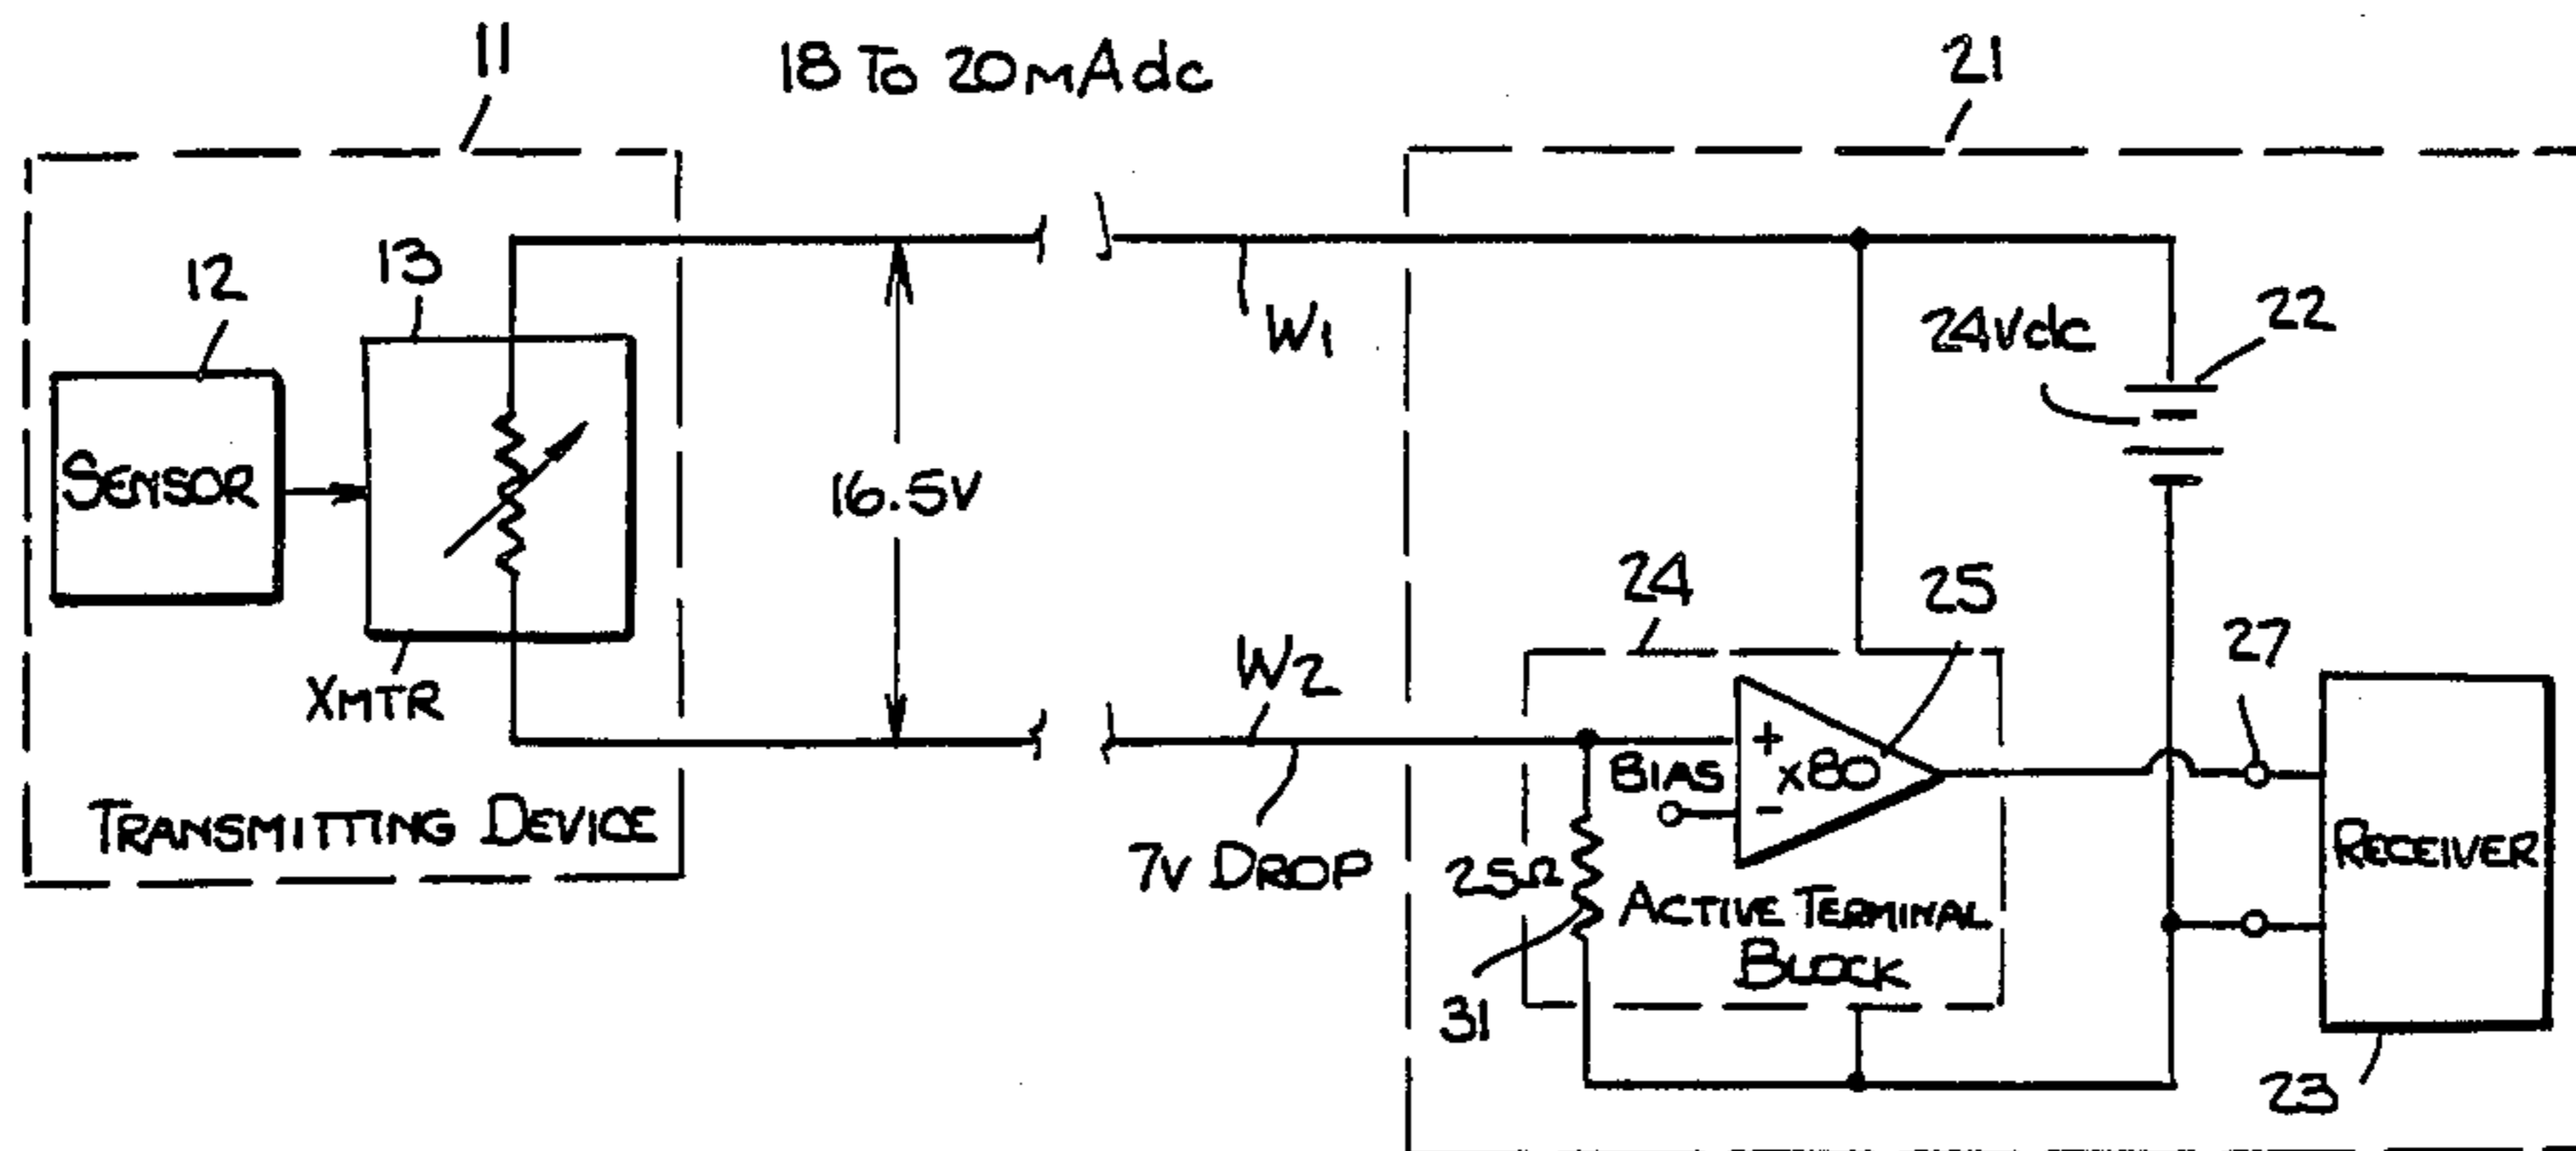 11
18 To 20mAdc
21
12
13
W1
24Vdc
22
SENSOR
16.5V
24
25
27
XMTR
W2
BIAS
+
x80
-
TRANSMITTING DEVICE
7V DROP
25Ω
ACTIVE TERMINAL
BLOCK
RECEIVER
31
23